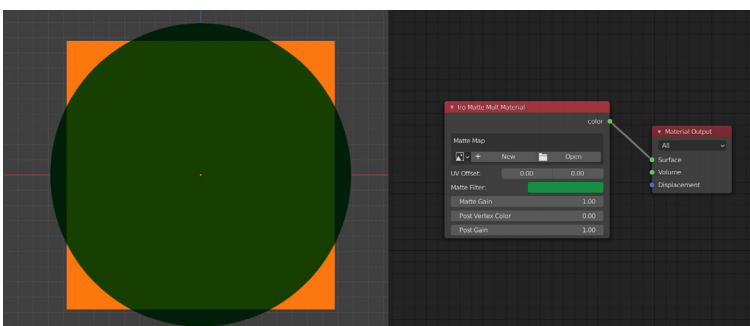 Iro Matte Mult Material
color
Matte Map
New Open
UV Offset: 0.00 0.00
Matte Filter:
Matte Gain 1.00
Post Vertex Color 0.00
Post Gain 1.00
Material Output
All
Surface
Volume
Displacement